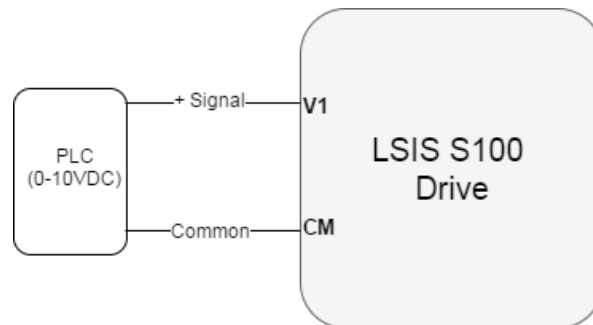 + Signal
V1
PLC
(0-10VDC)
LSIS S100
Drive
Common
CM